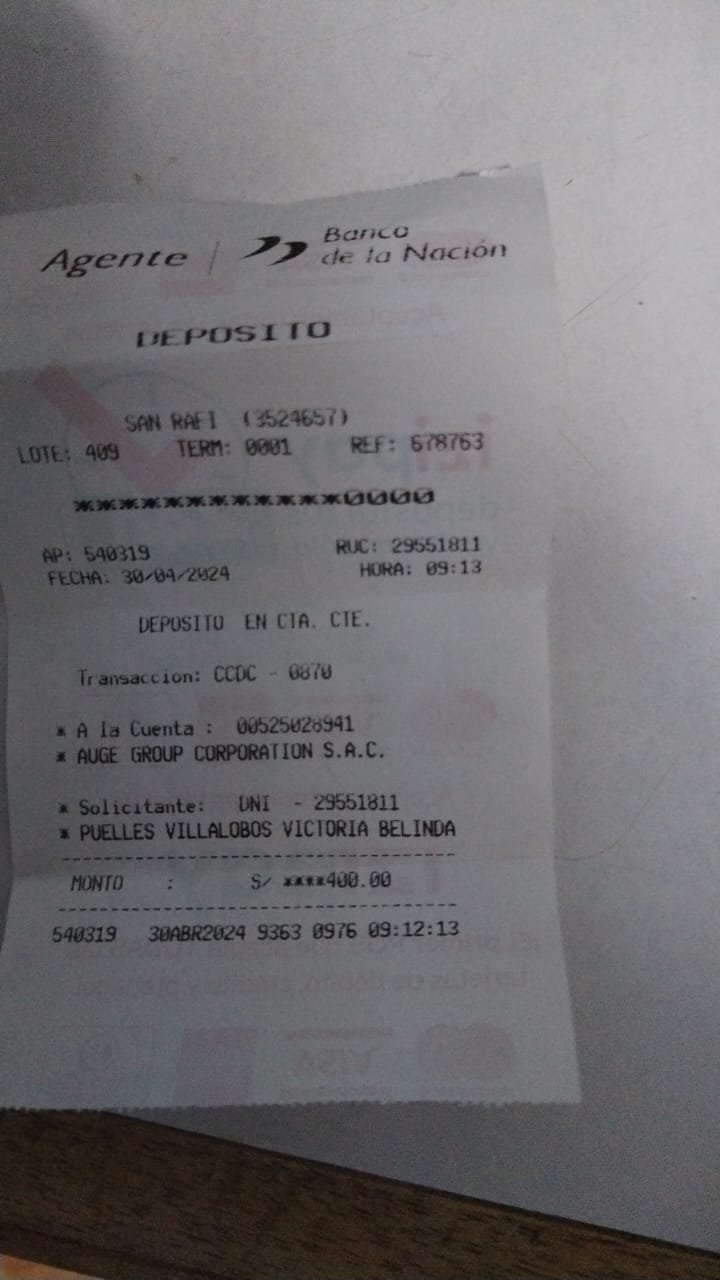 Agente | Banco de la Nación
DEPOSITO
SAN RAFI (3524657)
LOTE: 409 TERM: 0001 REF: 678763
************0000
AP: 540319 RUC: 29551811
FECHA: 30/04/2024 HORA: 09:13
DEPOSITO EN CTA. CTE.
Transaccion: CCDC - 0870
* A la Cuenta : 00525028941
* AUGE GROUP CORPORATION S.A.C.
* Solicitante: DNI - 29551811
* PUELLES VILLALOBOS VICTORIA BELINDA
MONTO : S/ ****400.00
540319 30ABR2024 9363 0976 09:12:13